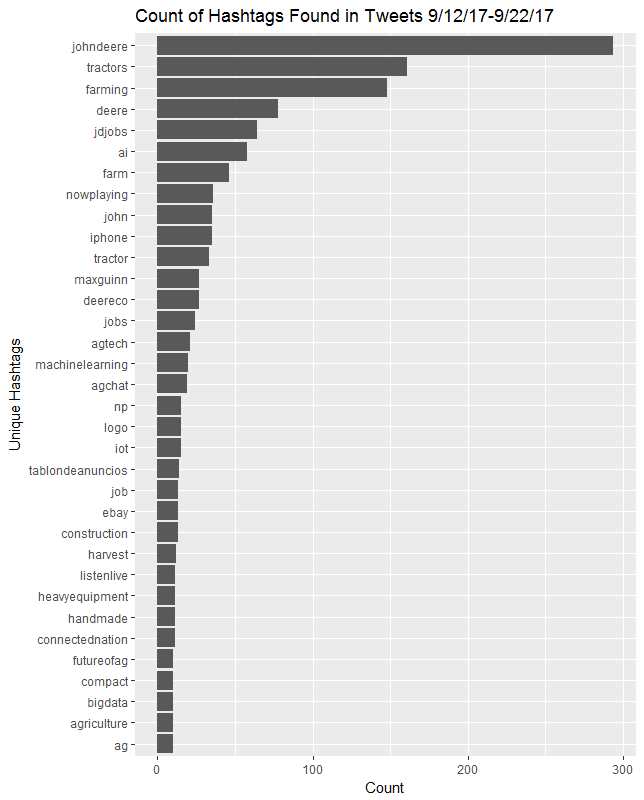 Count of Hashtags Found in Tweets 9/12/17-9/22/17
Unique Hashtags
johndeere
tractors
farming
deere
jdjobs
ai
farm
nowplaying
john
iphone
tractor
maxguinn
deereco
jobs
agtech
machinelearning
agchat
np
logo
iot
tablondeanuncios
job
ebay
construction
harvest
listenlive
heavyequipment
handmade
connectednation
futureofag
compact
bigdata
agriculture
ag
0 100 200 300
Count